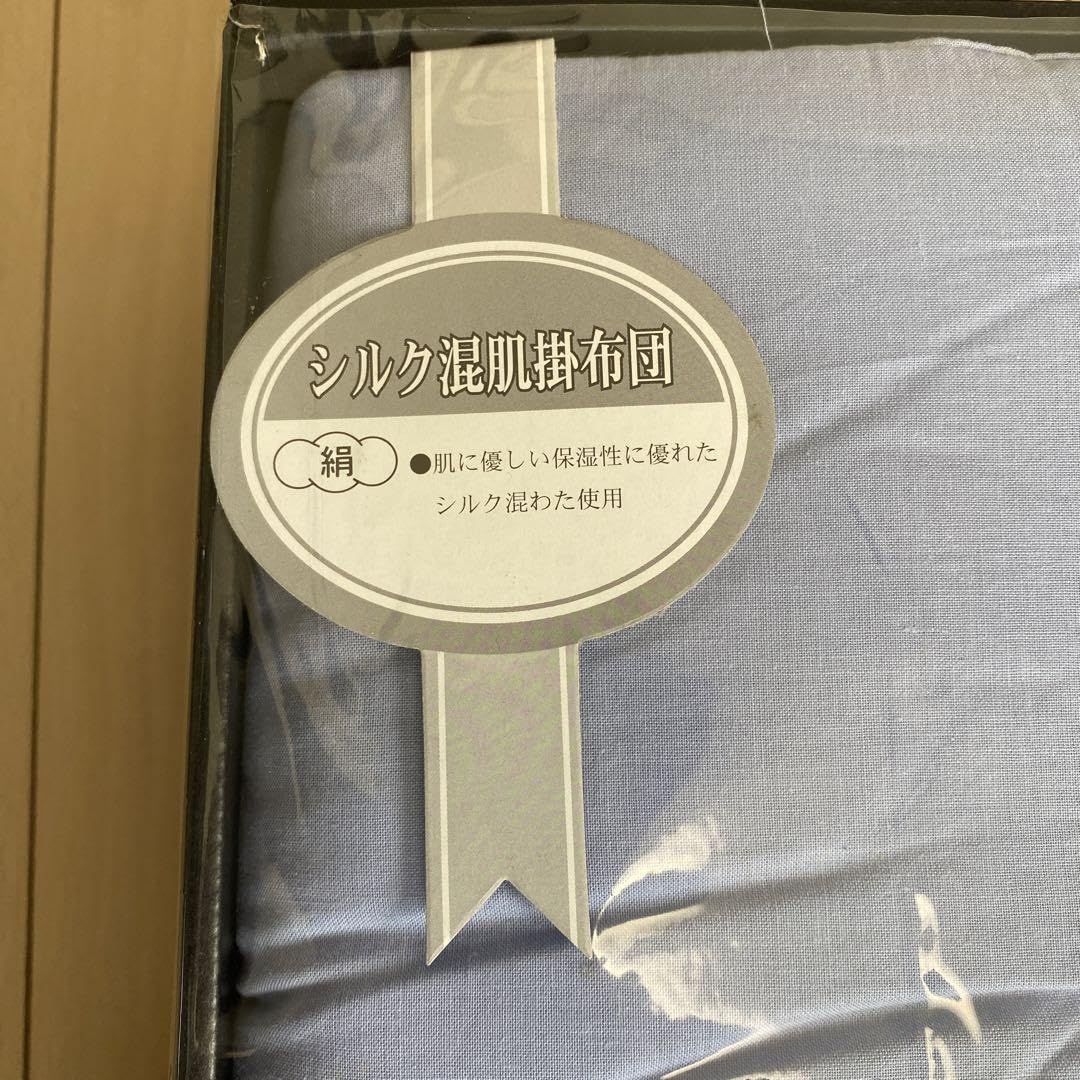 シルク混肌掛布団
絹
●肌に優しい保湿性に優れた
シルク混わた使用